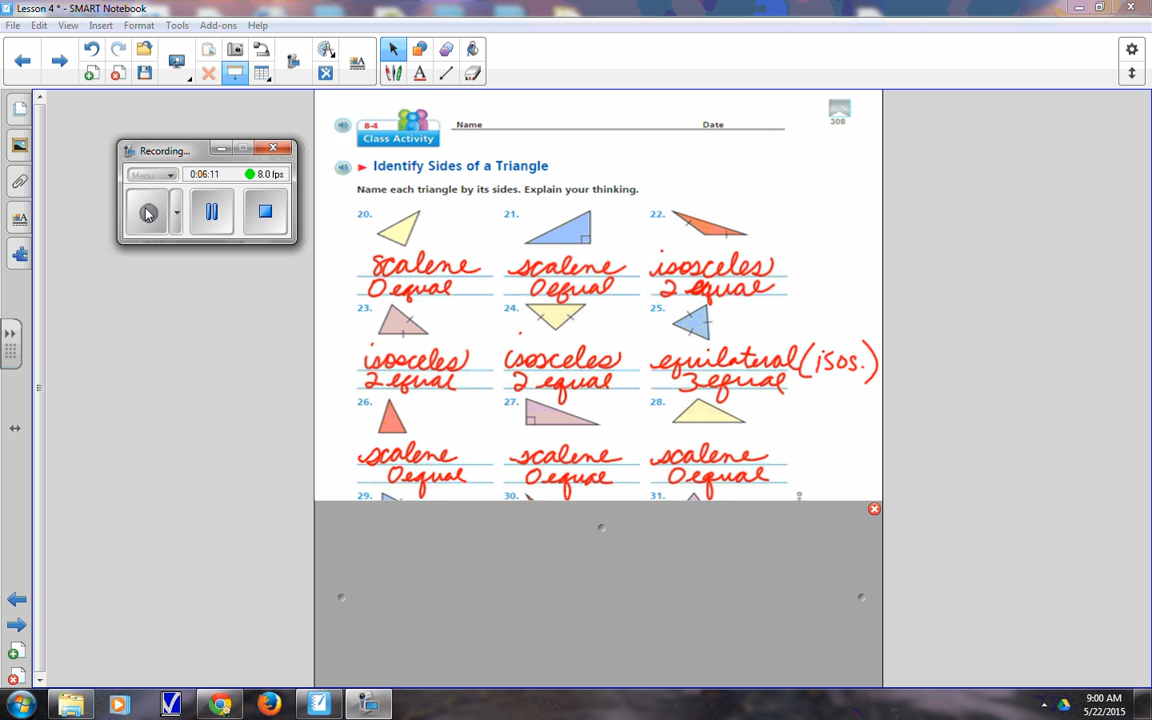 Lesson 4 * - SMART Notebook
File Edit View Insert Format Tools Add-ons Help
Recording...
Menu 0:06:11 8.0 fps
8-4
Class Activity
Name Date
308
Identify Sides of a Triangle
Name each triangle by its sides. Explain your thinking.
20. 21. 22.
scalene scalene isosceles
0 equal 0 equal 2 equal
23. 24. 25.
isosceles isosceles equilateral (isos.)
2 equal 2 equal 3 equal
26. 27. 28.
scalene scalene scalene
0 equal 0 equal 0 equal
29. 30. 31.
9:00 AM
5/22/2015